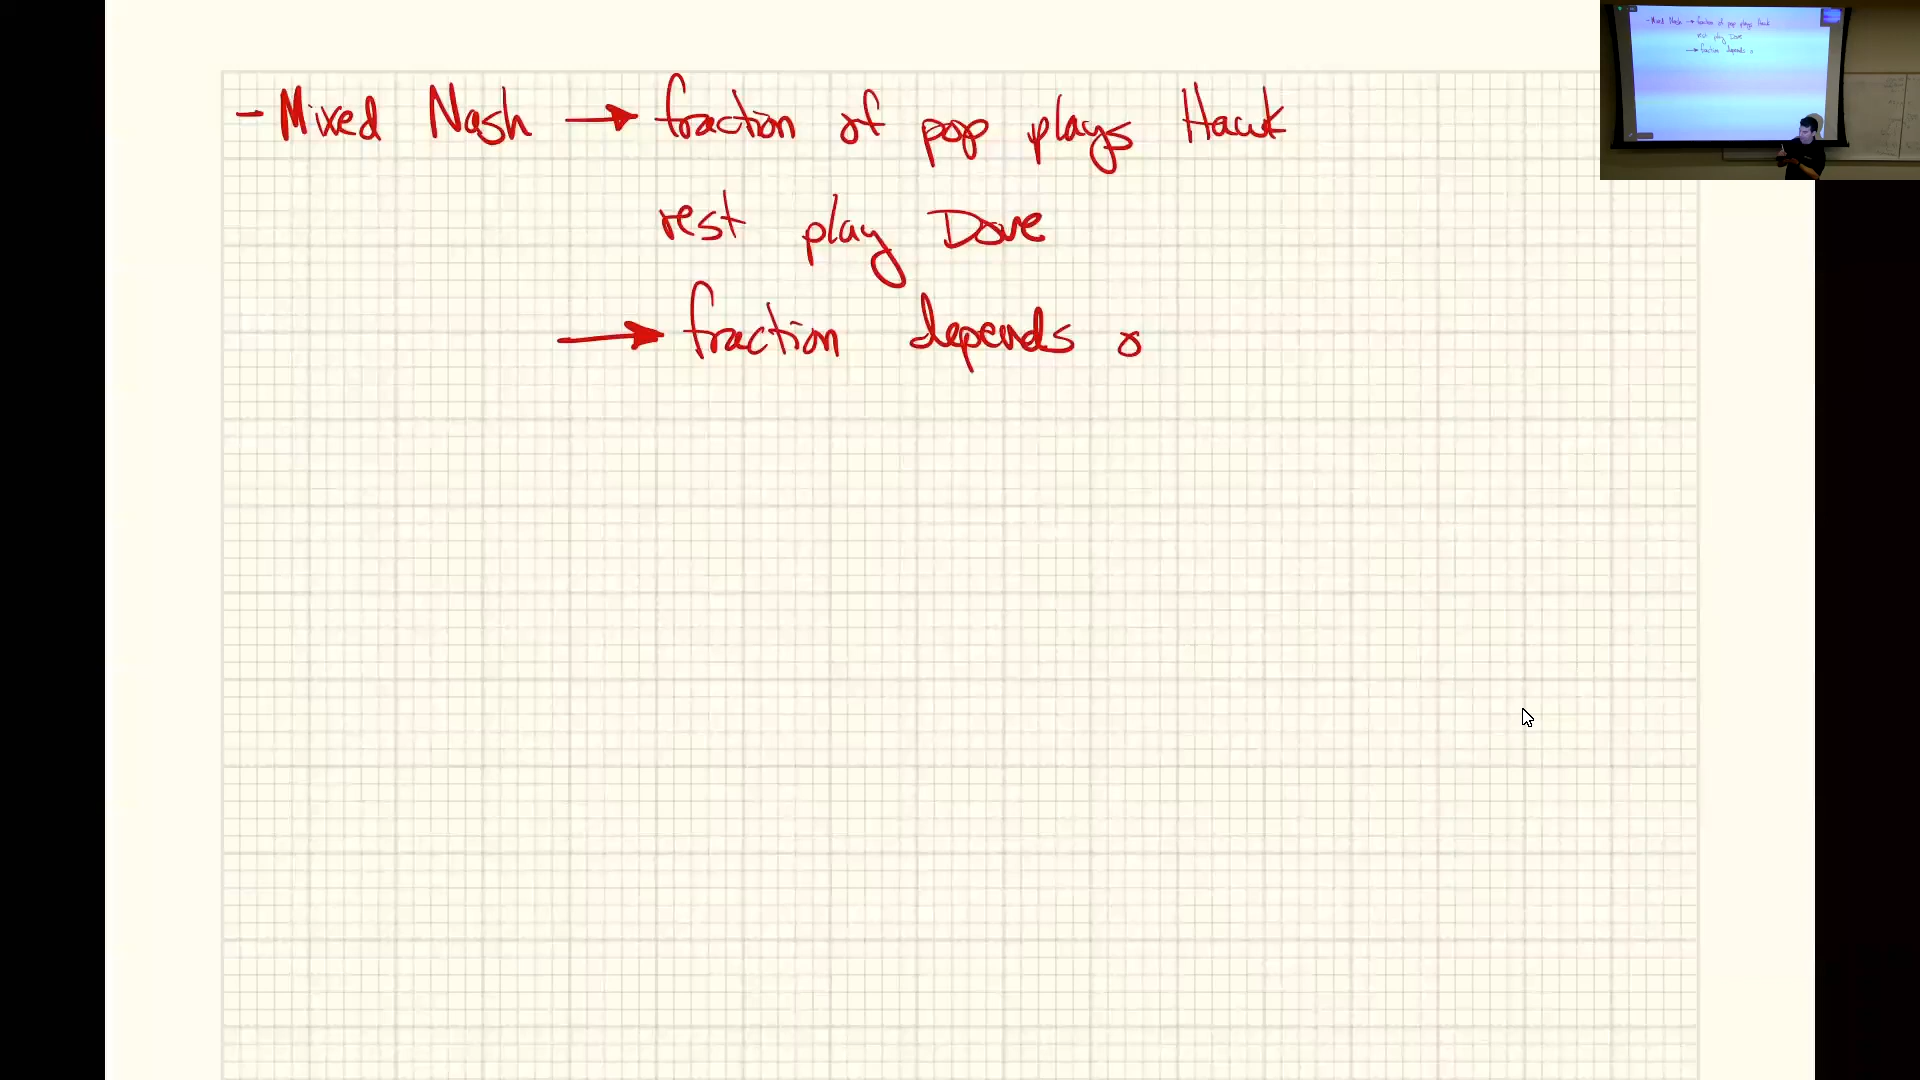 - Mixed Nash → fraction of pop plays Hawk
rest play Dove
→ fraction depends o